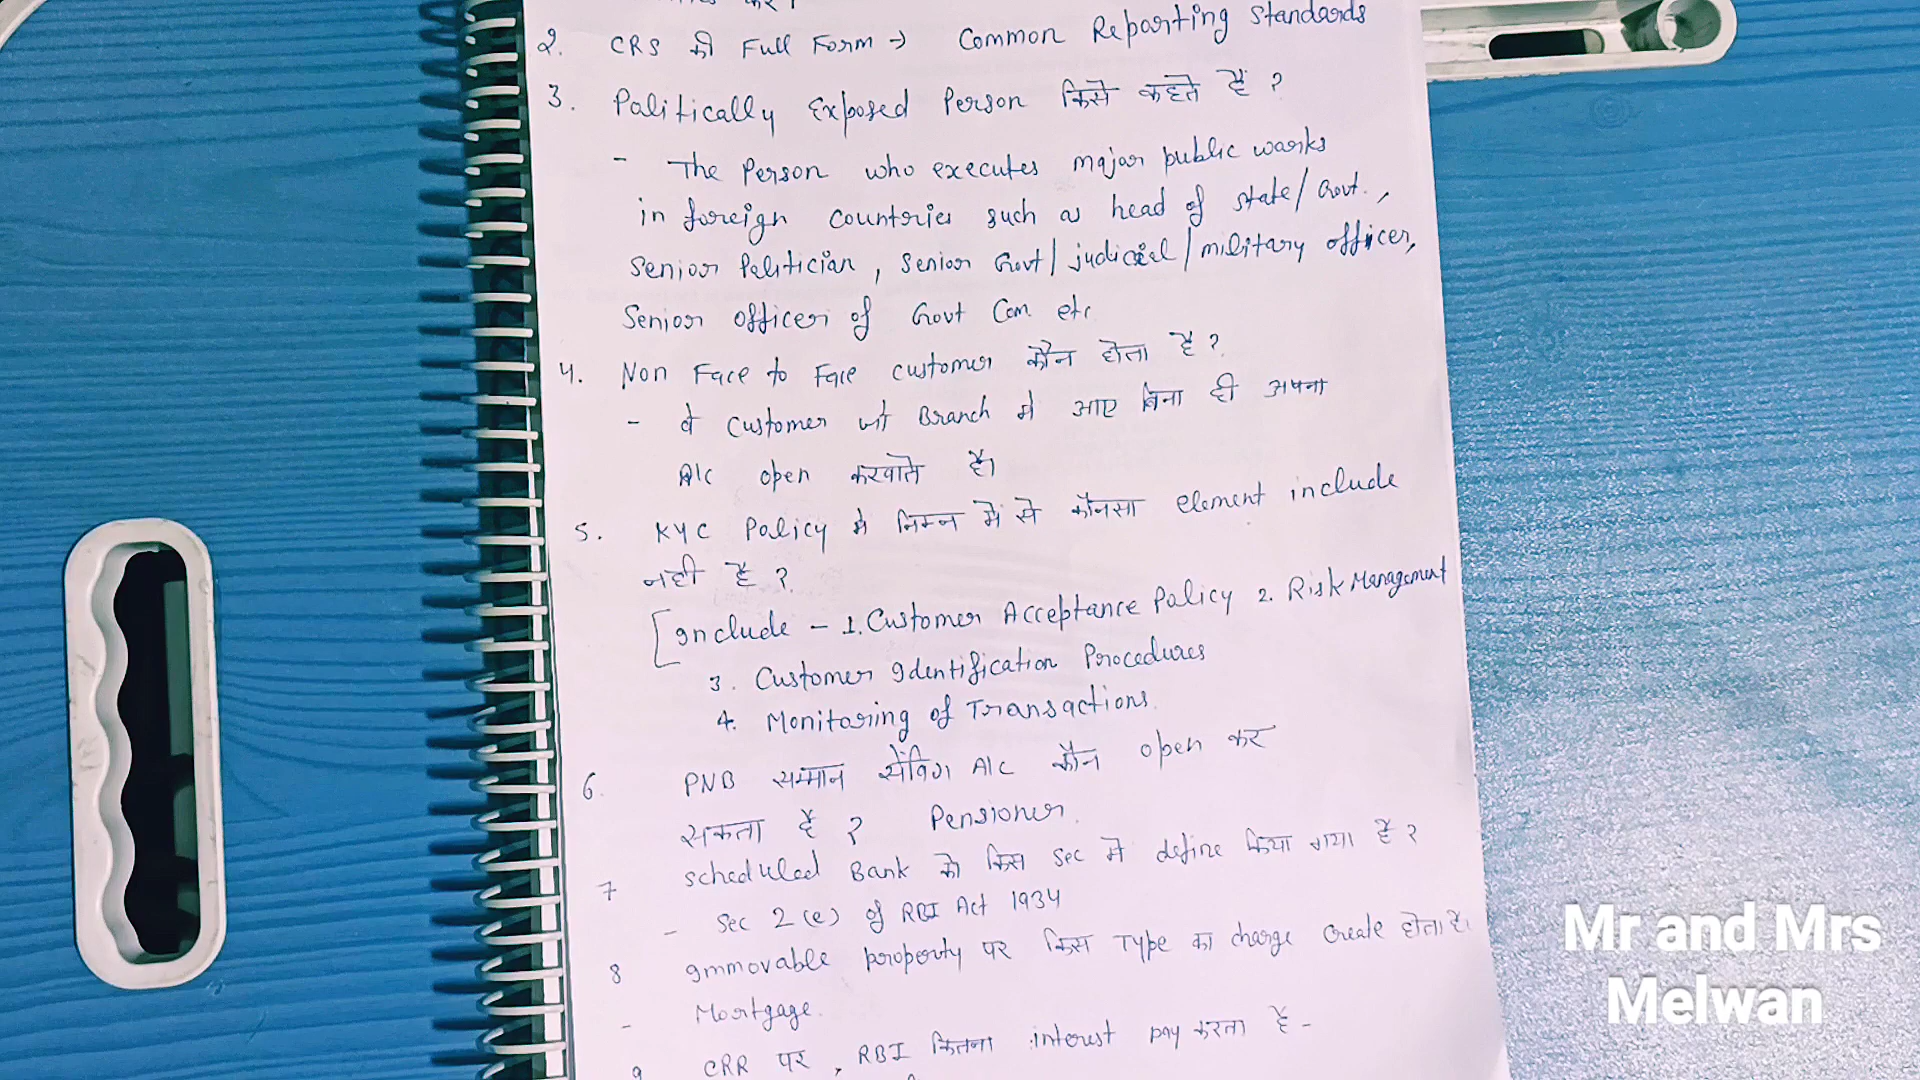 2. CRS की Full Form → Common Reporting Standards
3. Politically Exposed Person किसे कहते हैं ?
- The Person who executes major public works
in foreign countries such as head of state/Govt.,
Senior Politician, Senior Govt/judicial/military officer,
Senior officer of Govt Com. etc
4. Non Face to Face customer कौन होता है ?
- वे customer जो Branch में आए बिना ही अपना
A/c open करवाते हैं।
5. KYC Policy में निम्न में से कौनसा element include
नहीं है ?
[Include - 1. Customer Acceptance Policy 2. Risk Management
3. Customer Identification Procedures
4. Monitoring of Transactions.
6. PNB सम्मान सेविंग A/C कौन open कर
सकता है ? Pensioner.
7 scheduled Bank को किस sec में define किया गया है ?
- Sec 2(e) of RBI Act 1934
8 Immovable property पर किस Type का charge create होता है।
- Mortgage.
9 CRR पर, RBI कितना interest pay करता है -
Mr and Mrs
Melwan